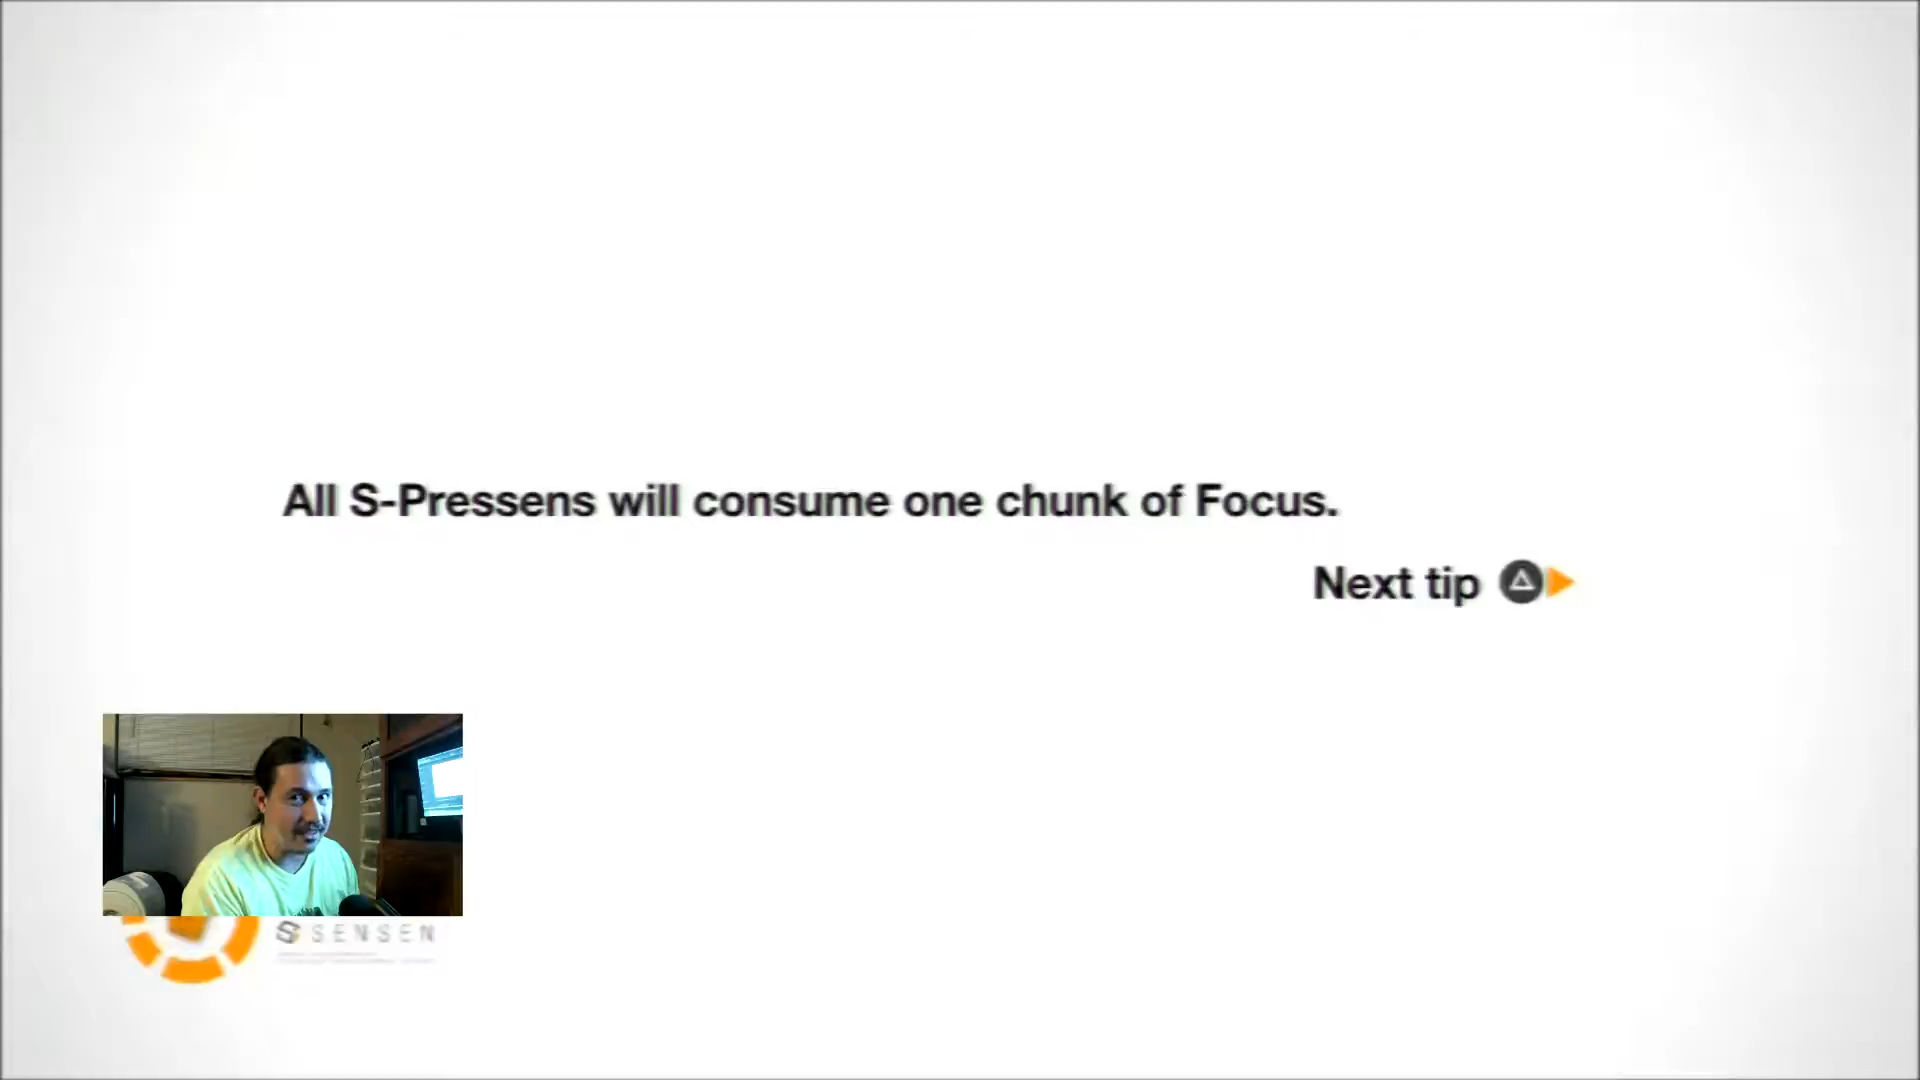 All S-Pressens will consume one chunk of Focus.
Next tip
SENSEN